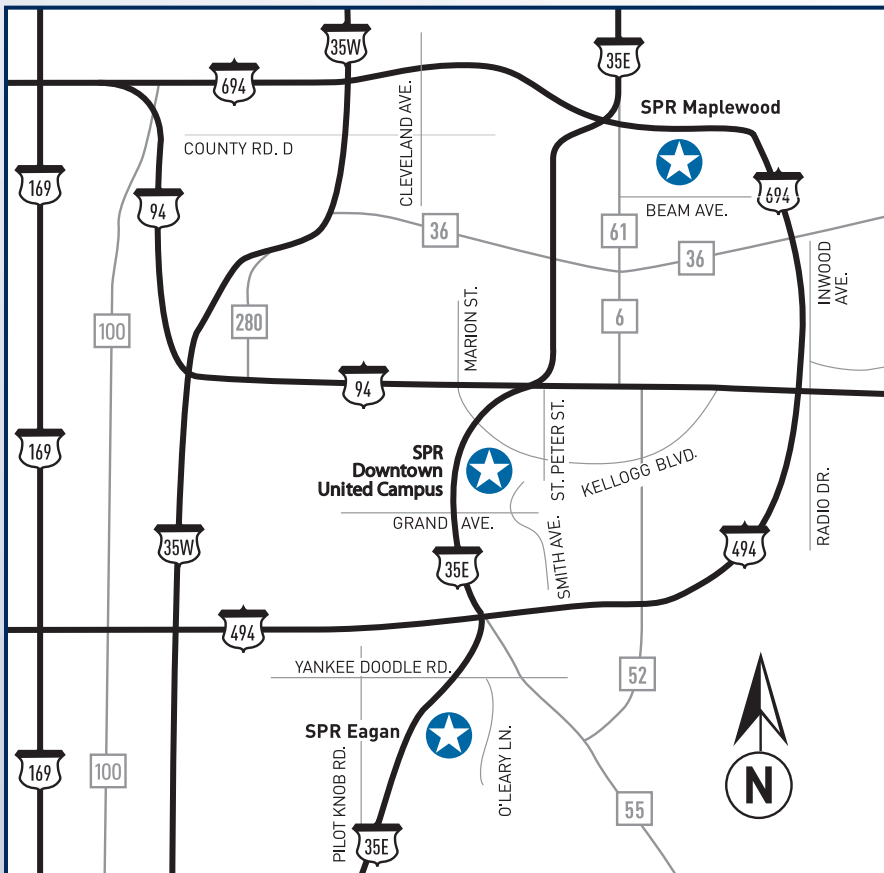 35W
35E
694
CLEVELAND AVE.
SPR Maplewood
COUNTY RD. D
169
94
694
BEAM AVE.
36
61
36
INWOOD
AVE.
100
280
MARION ST.
6
94
169
SPR
Downtown
United Campus
ST. PETER ST.
KELLOGG BLVD.
GRAND AVE.
SMITH AVE.
RADIO DR.
35W
35E
494
494
YANKEE DOODLE RD.
52
SPR Eagan
PILOT KNOB RD.
O'LEARY LN.
169
100
55
35E
N